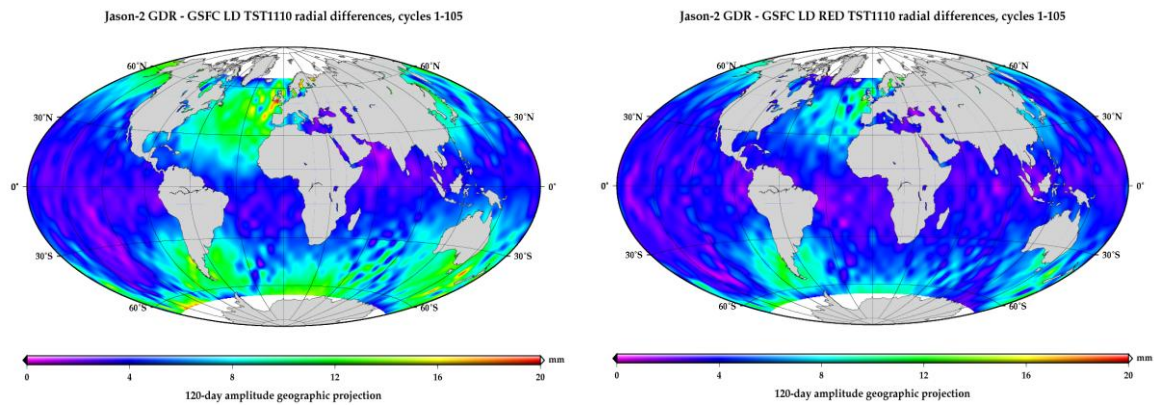 Jason-2 GDR - GSFC LD TST1110 radial differences, cycles 1-105
60˚N
60˚N
30˚N
30˚N
0˚
0˚
30˚S
30˚S
60˚S
60˚S
mm
0 4 8 12 16 20
120-day amplitude geographic projection
Jason-2 GDR - GSFC LD RED TST1110 radial differences, cycles 1-105
60˚N
60˚N
30˚N
30˚N
0˚
0˚
30˚S
30˚S
60˚S
60˚S
mm
0 4 8 12 16 20
120-day amplitude geographic projection